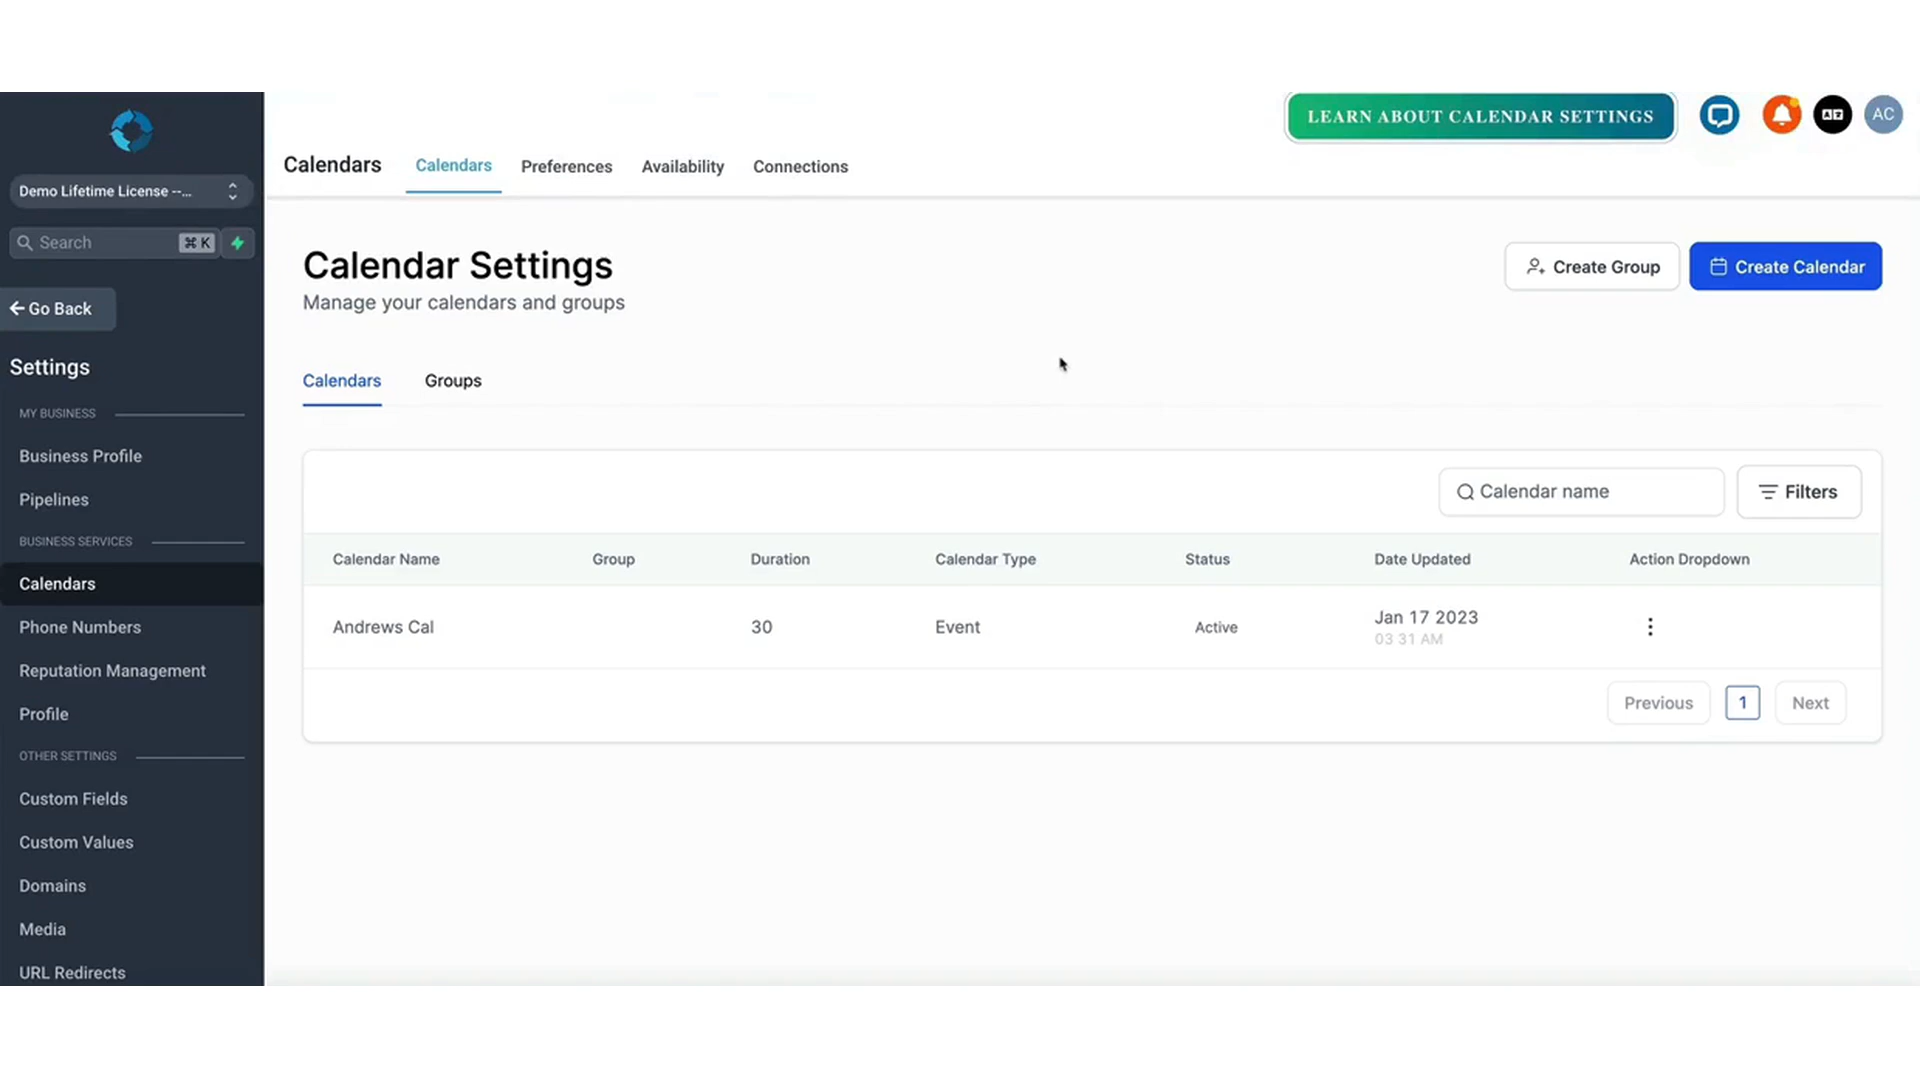 LEARN ABOUT CALENDAR SETTINGS
AC
Demo Lifetime License --...
Search
⌘ K
Go Back
Settings
MY BUSINESS
Business Profile
Pipelines
BUSINESS SERVICES
Calendars
Phone Numbers
Reputation Management
Profile
OTHER SETTINGS
Custom Fields
Custom Values
Domains
Media
URL Redirects
Calendars Calendars Preferences Availability Connections
Calendar Settings
Manage your calendars and groups
Create Group
Create Calendar
Calendars Groups
Calendar name
Filters
Calendar Name Group Duration Calendar Type Status Date Updated Action Dropdown
Andrews Cal 30 Event Active Jan 17 2023
03 31 AM
Previous 1 Next